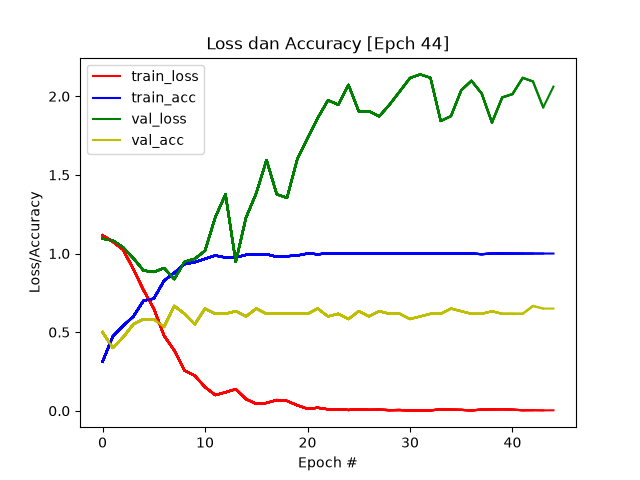 Loss dan Accuracy [Epch 44]
train_loss
train_acc
val_loss
val_acc
Loss/Accuracy
2.0
1.5
1.0
0.5
0.0
0 10 20 30 40
Epoch #